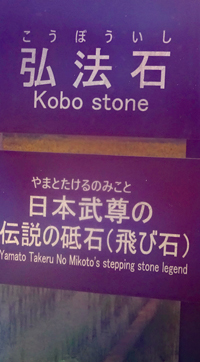 こうぼういし
弘法石
Kobo stone
やまとたけるのみこと
日本武尊の
伝説の砥石(飛び石)
Yamato Takeru No Mikoto's stepping stone legend